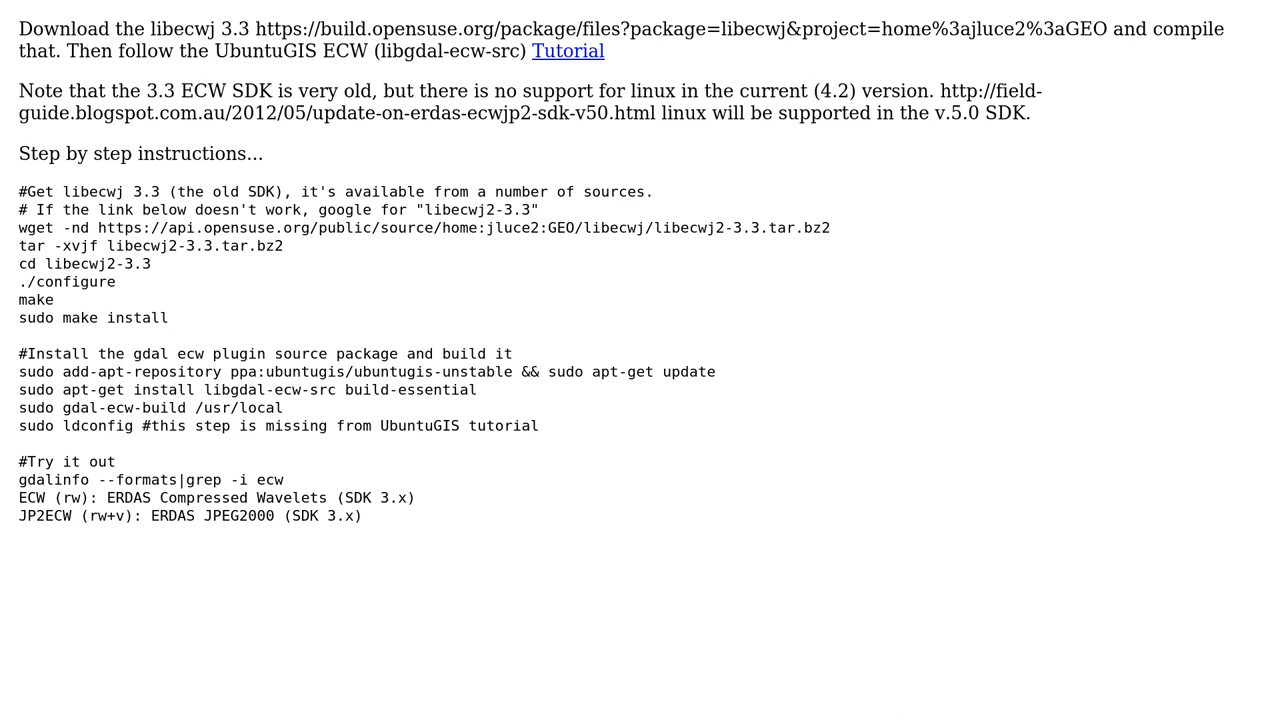 Download the libecwj 3.3 https://build.opensuse.org/package/files?package=libecwj&project=home%3ajluce2%3aGEO and compile
that. Then follow the UbuntuGIS ECW (libgdal-ecw-src) Tutorial
Note that the 3.3 ECW SDK is very old, but there is no support for linux in the current (4.2) version. http://field-
guide.blogspot.com.au/2012/05/update-on-erdas-ecwjp2-sdk-v50.html linux will be supported in the v.5.0 SDK.
Step by step instructions...
#Get libecwj 3.3 (the old SDK), it's available from a number of sources.
# If the link below doesn't work, google for "libecwj2-3.3"
wget -nd https://api.opensuse.org/public/source/home:jluce2:GEO/libecwj/libecwj2-3.3.tar.bz2
tar -xvjf libecwj2-3.3.tar.bz2
cd libecwj2-3.3
./configure
make
sudo make install
#Install the gdal ecw plugin source package and build it
sudo add-apt-repository ppa:ubuntugis/ubuntugis-unstable && sudo apt-get update
sudo apt-get install libgdal-ecw-src build-essential
sudo gdal-ecw-build /usr/local
sudo ldconfig #this step is missing from UbuntuGIS tutorial
#Try it out
gdalinfo --formats|grep -i ecw
ECW (rw): ERDAS Compressed Wavelets (SDK 3.x)
JP2ECW (rw+v): ERDAS JPEG2000 (SDK 3.x)